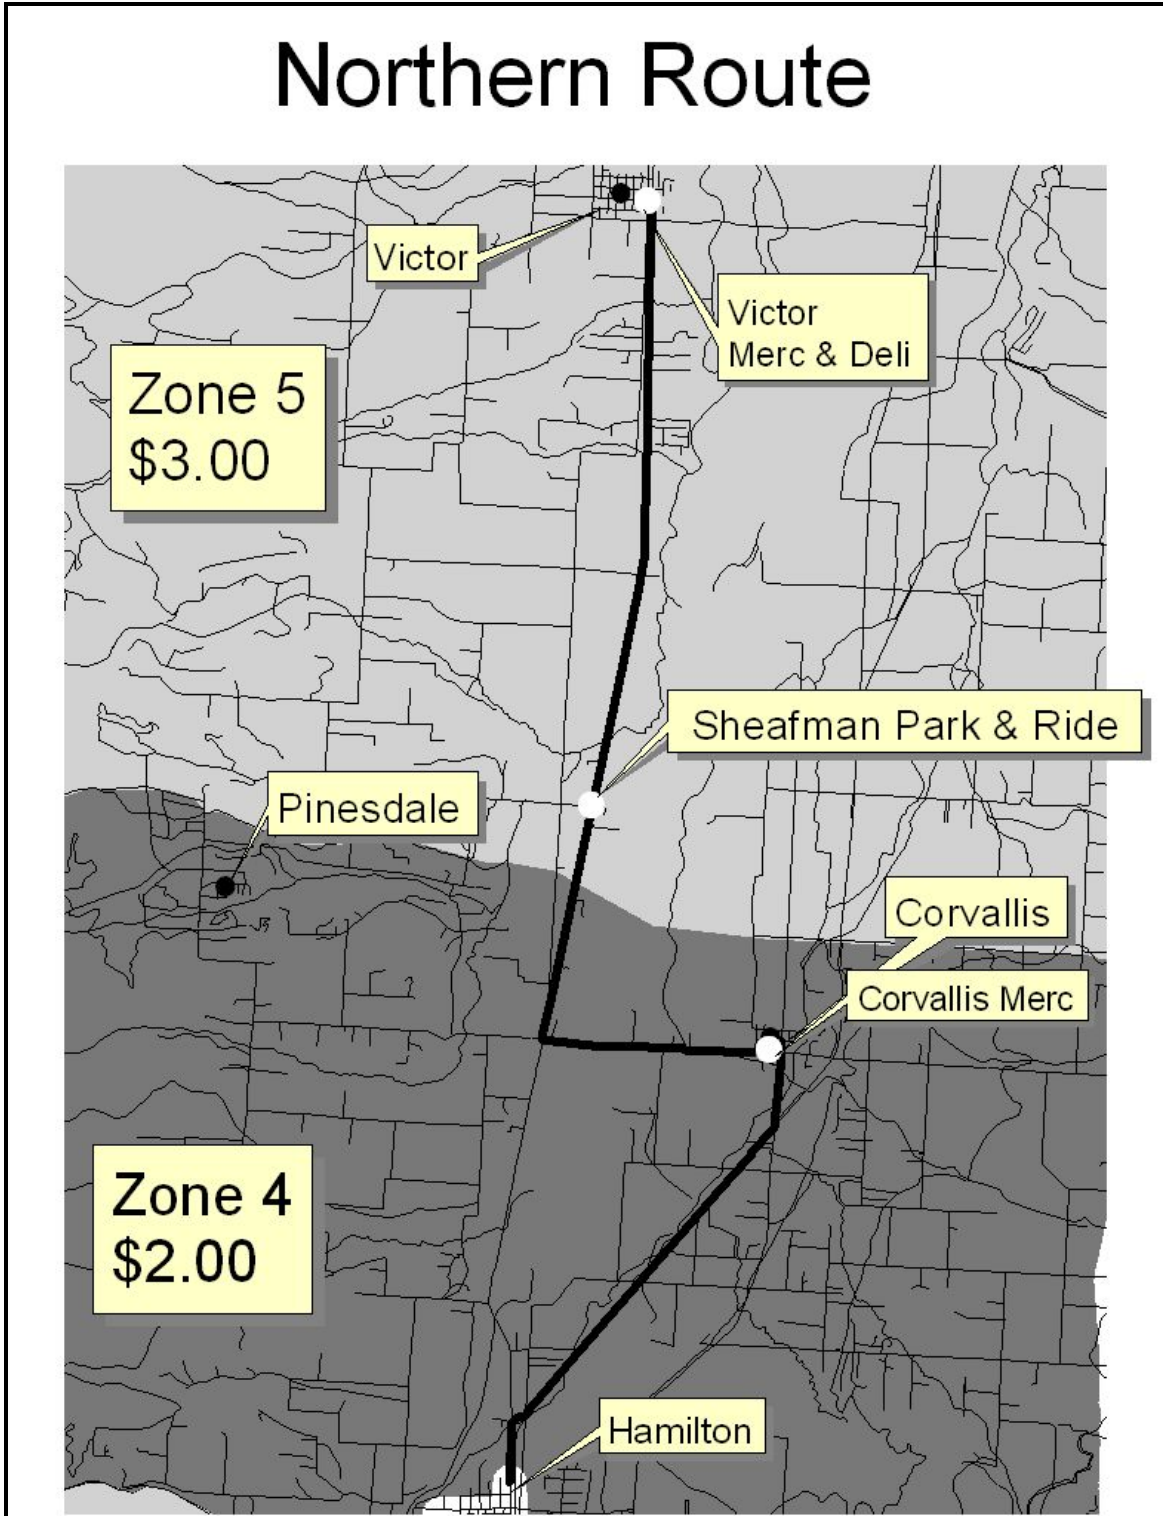 Northern Route
Victor
Victor
Merc & Deli
Zone 5
$3.00
Sheafman Park & Ride
Pinesdale
Corvallis
Corvallis Merc
Zone 4
$2.00
Hamilton